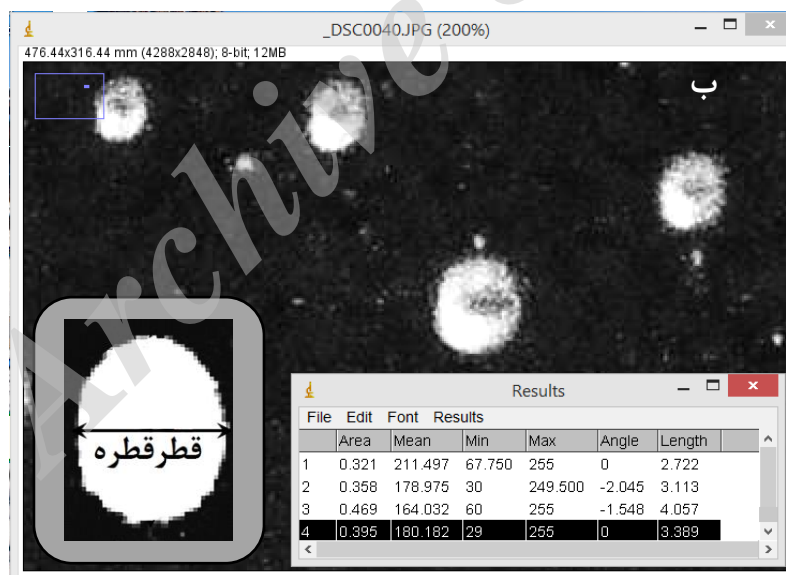 _DSC0040.JPG (200%)
476.44x316.44 mm (4288x2848); 8-bit; 12MB
ب
Archive of
قطرقطره
Results
File Edit Font Results
Area Mean Min Max Angle Length
1 0.321 211.497 67.750 255 0 2.722
2 0.358 178.975 30 249.500 -2.045 3.113
3 0.469 164.032 60 255 -1.548 4.057
4 0.395 180.182 29 255 0 3.389